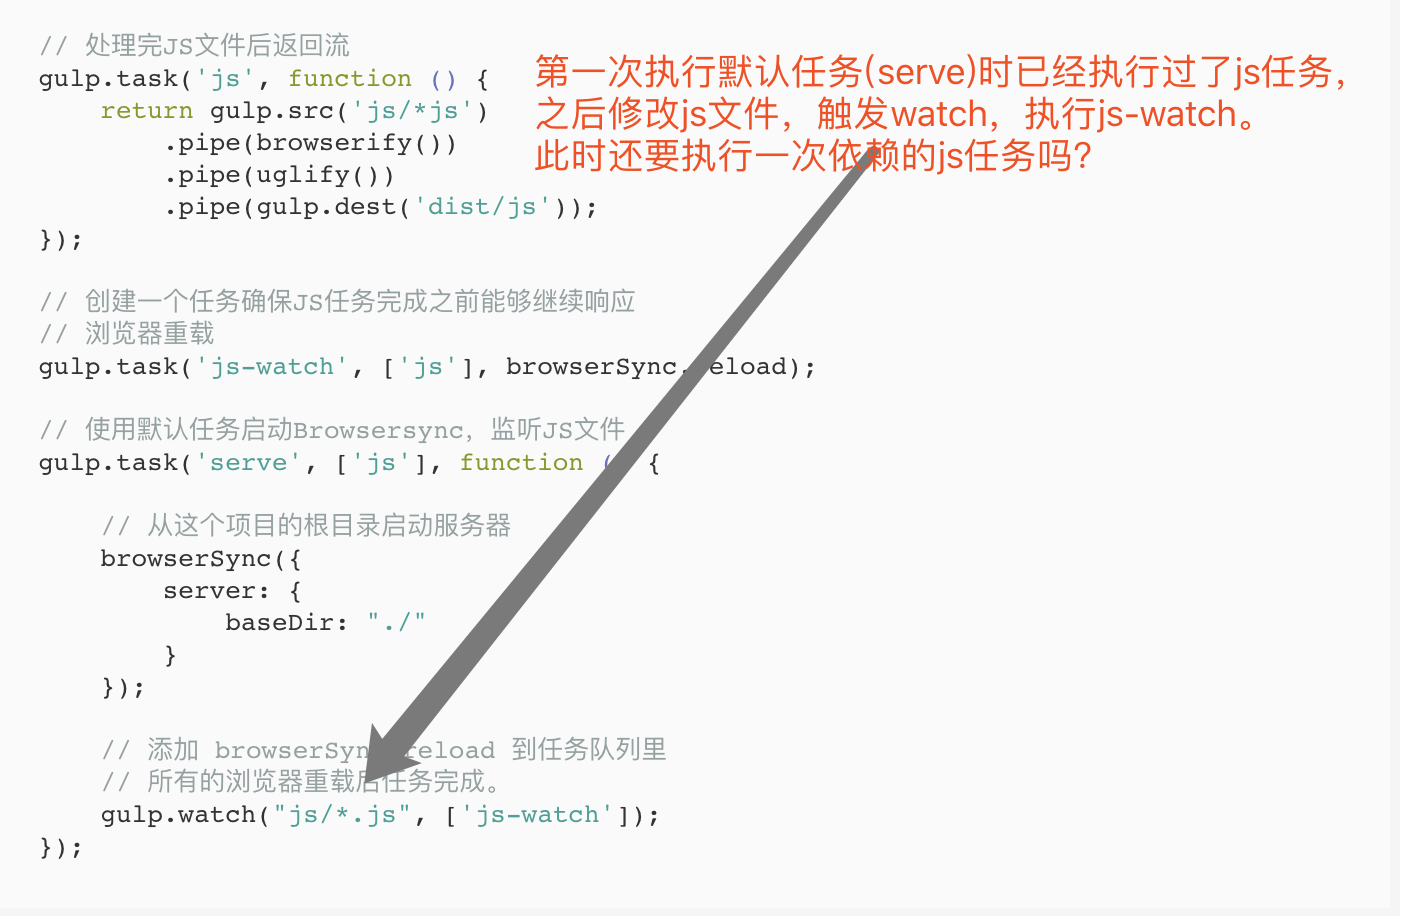 // 处理完JS文件后返回流
gulp.task('js', function () {
第一次执行默认任务(serve)时已经执行过了js任务，
return gulp.src('js/*js')
之后修改js文件，触发watch，执行js-watch。
.pipe(browserify())
此时还要执行一次依赖的js任务吗?
.pipe(uglify())
.pipe(gulp.dest('dist/js'));
});
// 创建一个任务确保JS任务完成之前能够继续响应
// 浏览器重载
gulp.task('js-watch', ['js'], browserSync.eload);
// 使用默认任务启动Browsersync，监听JS文件
gulp.task('serve', ['js'], function ( {
// 从这个项目的根目录启动服务器
browserSync({
server: {
baseDir: "./"
}
});
// 添加 browserSyn reload 到任务队列里
// 所有的浏览器重载后任务完成。
gulp.watch("js/*.js", ['js-watch']);
});